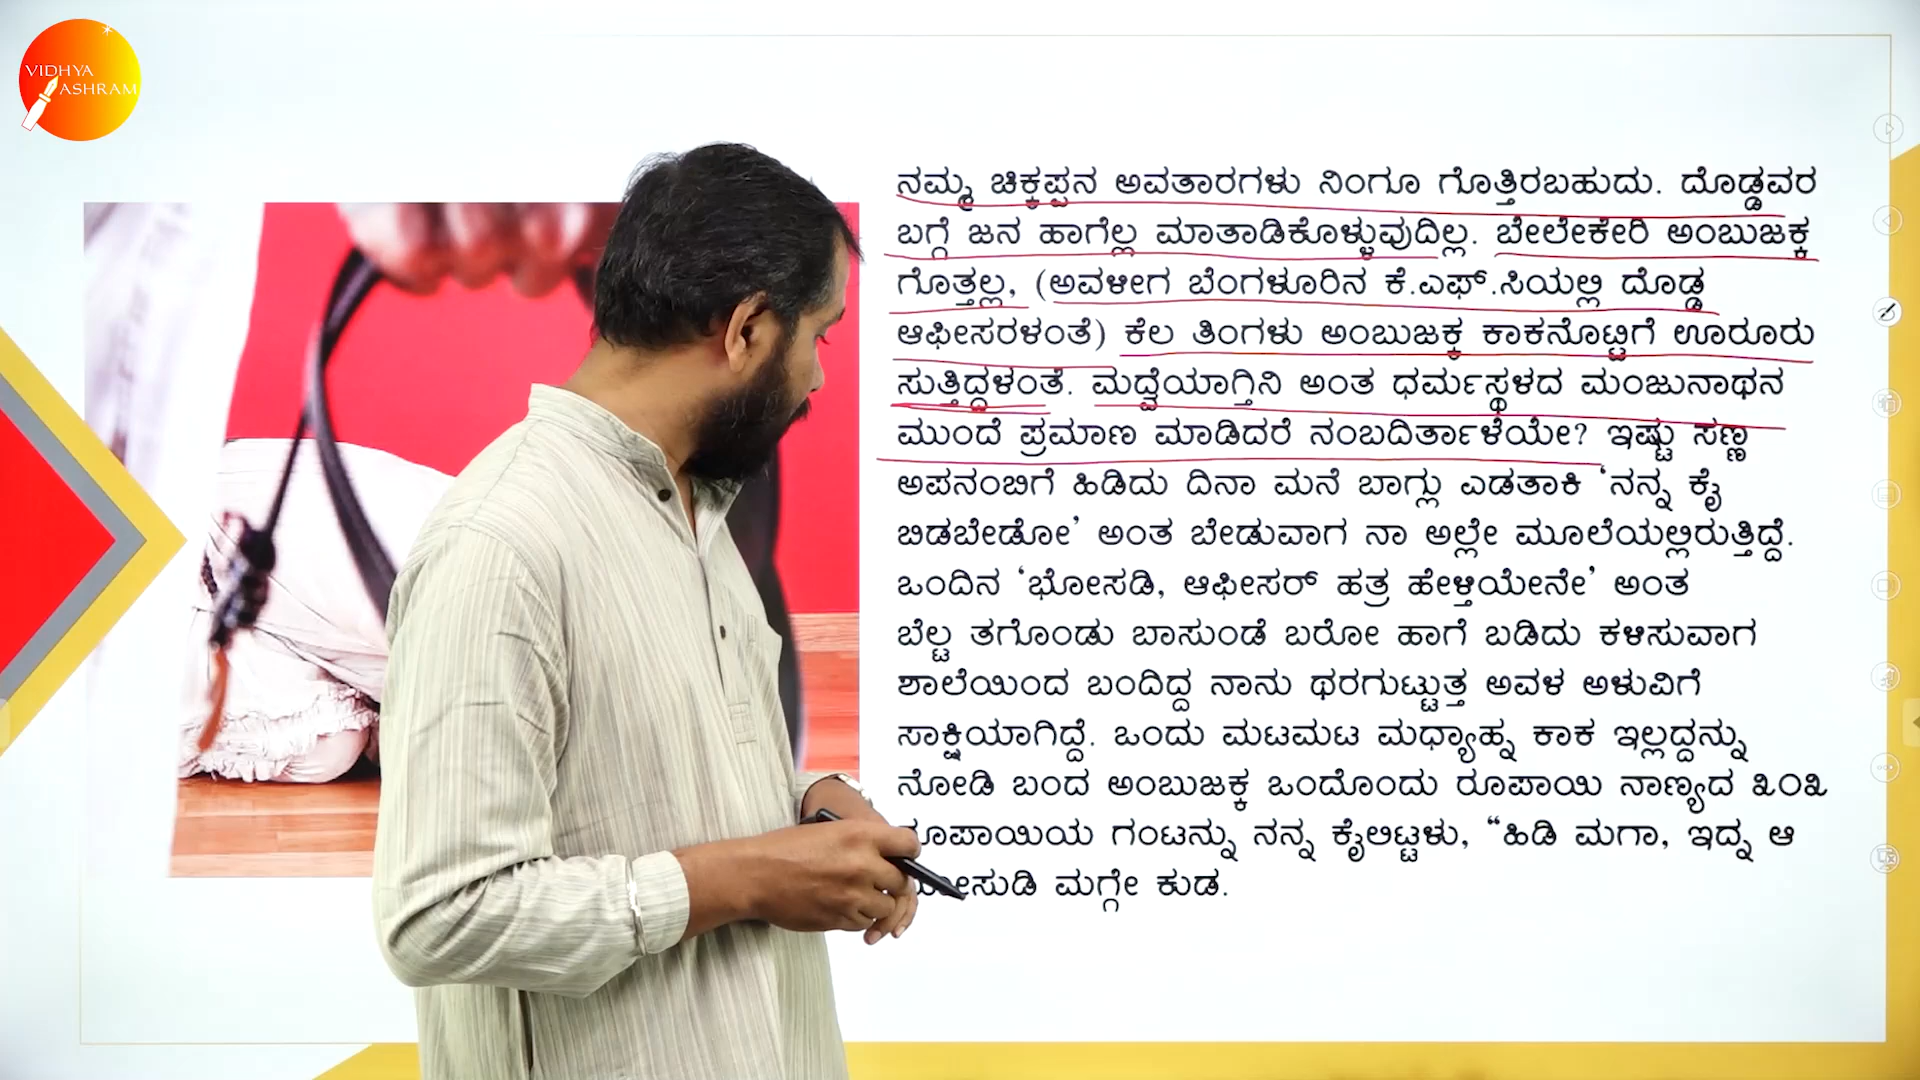 VIDHYA
ASHRAM
ನಮ್ಮ ಚಿಕ್ಕಪ್ಪನ ಅವತಾರಗಳು ನಿಂಗೂ ಗೊತ್ತಿರಬಹುದು. ದೊಡ್ಡವರ
ಬಗ್ಗೆ ಜನ ಹಾಗೆಲ್ಲ ಮಾತಾಡಿಕೊಳ್ಳುವುದಿಲ್ಲ. ಬೇಲೇಕೇರಿ ಅಂಬುಜಕ್ಕ
ಗೊತ್ತಲ್ಲ, (ಅವಳೀಗ ಬೆಂಗಳೂರಿನ ಕೆ.ಎಫ್.ಸಿಯಲ್ಲಿ ದೊಡ್ಡ
ಆಫೀಸರಳಂತೆ) ಕೆಲ ತಿಂಗಳು ಅಂಬುಜಕ್ಕ ಕಾಕನೊಟ್ಟಿಗೆ ಊರೂರು
ಸುತ್ತಿದ್ದಳಂತೆ. ಮದ್ವೆಯಾಗ್ತಿನಿ ಅಂತ ಧರ್ಮಸ್ಥಳದ ಮಂಜುನಾಥನ
ಮುಂದೆ ಪ್ರಮಾಣ ಮಾಡಿದರೆ ನಂಬದಿರ್ತಾಳೆಯೇ? ಇಷ್ಟು ಸಣ್ಣ
ಅಪನಂಬಿಗೆ ಹಿಡಿದು ದಿನಾ ಮನೆ ಬಾಗ್ಲು ಎಡತಾಕಿ ‘ನನ್ನ ಕೈ
ಬಿಡಬೇಡೋ’ ಅಂತ ಬೇಡುವಾಗ ನಾ ಅಲ್ಲೇ ಮೂಲೆಯಲ್ಲಿರುತ್ತಿದ್ದೆ.
ಒಂದಿನ ‘ಭೋಸಡಿ, ಆಫೀಸರ್ ಹತ್ರ ಹೇಳ್ತಿಯೇನೇ’ ಅಂತ
ಬೆಲ್ಟ ತಗೊಂಡು ಬಾಸುಂಡೆ ಬರೋ ಹಾಗೆ ಬಡಿದು ಕಳಿಸುವಾಗ
ಶಾಲೆಯಿಂದ ಬಂದಿದ್ದ ನಾನು ಥರಗುಟ್ಟುತ್ತ ಅವಳ ಅಳುವಿಗೆ
ಸಾಕ್ಷಿಯಾಗಿದ್ದೆ. ಒಂದು ಮಟಮಟ ಮಧ್ಯಾಹ್ನ ಕಾಕ ಇಲ್ಲದ್ದನ್ನು
ನೋಡಿ ಬಂದ ಅಂಬುಜಕ್ಕ ಒಂದೊಂದು ರೂಪಾಯಿ ನಾಣ್ಯದ ೩೦೩
ರೂಪಾಯಿಯ ಗಂಟನ್ನು ನನ್ನ ಕೈಲಿಟ್ಟಳು, “ಹಿಡಿ ಮಗಾ, ಇದ್ನ ಆ
ಮಗ್ಗೇ ಕುಡ.